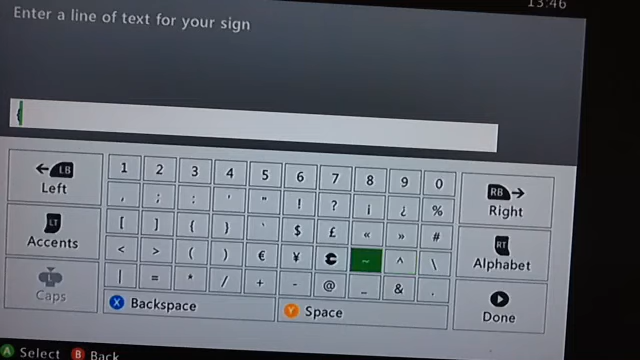 13:46
Enter a line of text for your sign
LB
Left
1 2 3 4 5 6 7 8 9 0
RB
Right
, ; : ' " ! ? ¡ ¿ %
LT
Accents
[ ] { } ` $ £ « » #
RT
Alphabet
< > ( ) € ¥ ~ ^ \
Caps
| = * / + - @ _ & .
Done
X Backspace
Y Space
A Select B Back